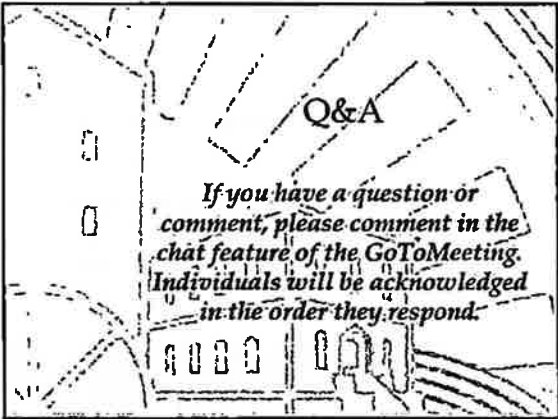 Q&A
If you have a question or
comment, please comment in the
chat feature of the GoToMeeting.
Individuals will be acknowledged
in the order they respond.